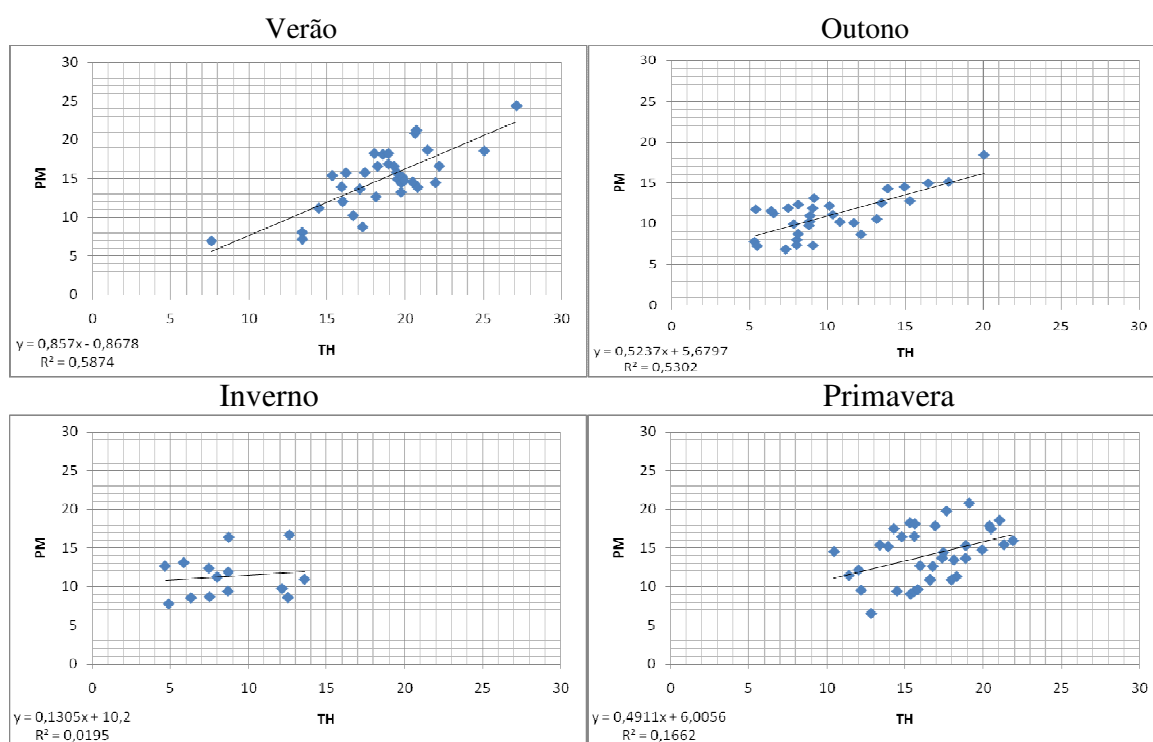 Verão
30
25
20
15
10
5
0
PM
0 5 10 15 20 25 30
TH
y = 0,857x - 0,8678
R² = 0,5874
Outono
30
25
20
15
10
5
0
PM
0 5 10 15 20 25 30
TH
y = 0,5237x + 5,6797
R² = 0,5302
Inverno
30
25
20
15
10
5
0
PM
0 5 10 15 20 25 30
TH
y = 0,1305x + 10,2
R² = 0,0195
Primavera
30
25
20
15
10
5
0
PM
0 5 10 15 20 25 30
TH
y = 0,4911x + 6,0056
R² = 0,1662